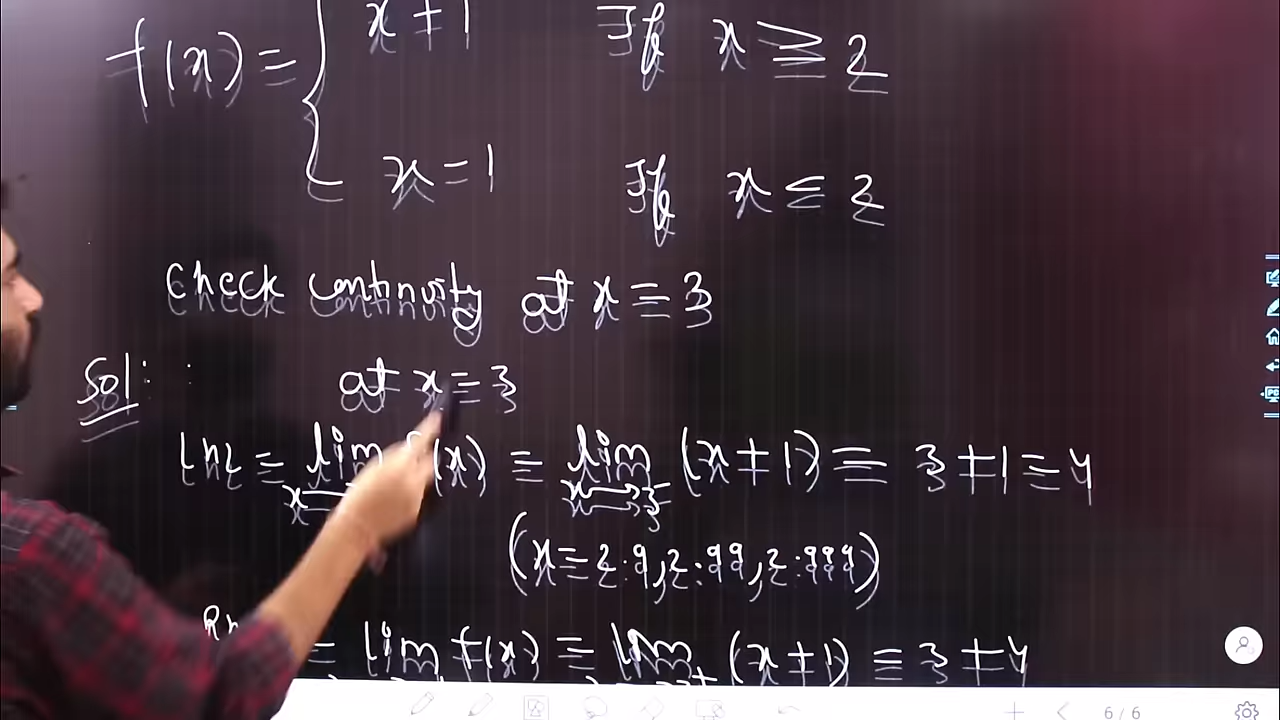 f(x) = { x+1 If x ≥ 2
x=1 If x ≤ 2
Check continuity at x = 3
Sol: at x = 3
LHL = lim f(x) = lim (x+1) = 3+1 = 4
x→ x→3⁻
(x = 2.9, 2.99, 2.999)
= lim f(x) = lim (x+1) = 3+4
6/6